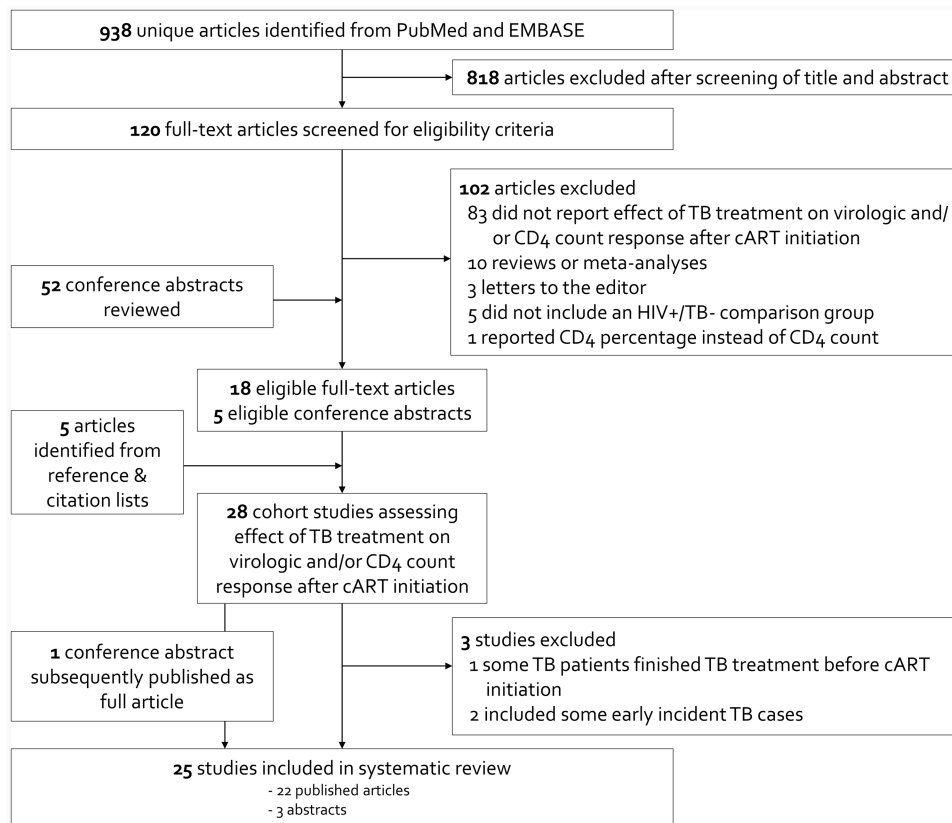 938 unique articles identified from PubMed and EMBASE
818 articles excluded after screening of title and abstract
120 full-text articles screened for eligibility criteria
102 articles excluded
83 did not report effect of TB treatment on virologic and/
or CD4 count response after cART initiation
10 reviews or meta-analyses
3 letters to the editor
5 did not include an HIV+/TB- comparison group
1 reported CD4 percentage instead of CD4 count
52 conference abstracts
reviewed
18 eligible full-text articles
5 eligible conference abstracts
5 articles
identified from
reference &
citation lists
28 cohort studies assessing
effect of TB treatment on
virologic and/or CD4 count
response after cART initiation
3 studies excluded
1 some TB patients finished TB treatment before cART
initiation
2 included some early incident TB cases
1 conference abstract
subsequently published as
full article
25 studies included in systematic review
- 22 published articles
- 3 abstracts